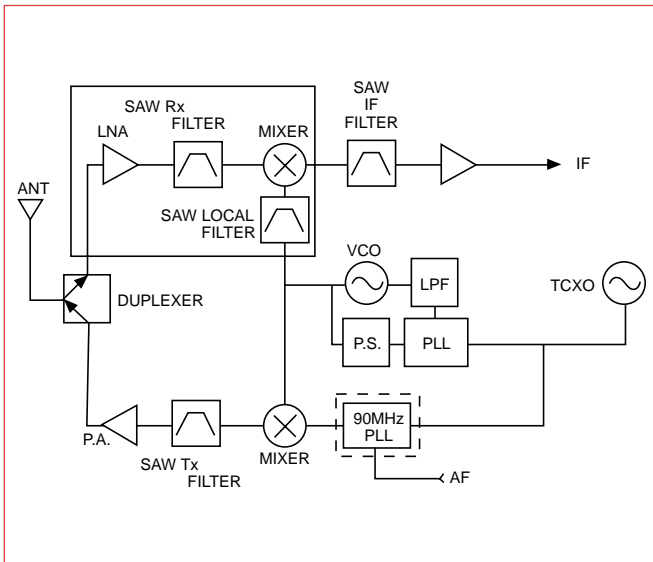 SAW
IF
FILTER
SAW Rx
FILTER
LNA
MIXER
IF
ANT
SAW LOCAL
FILTER
VCO
LPF
TCXO
DUPLEXER
P.S.
PLL
90MHz
PLL
P.A.
MIXER
SAW Tx
FILTER
AF